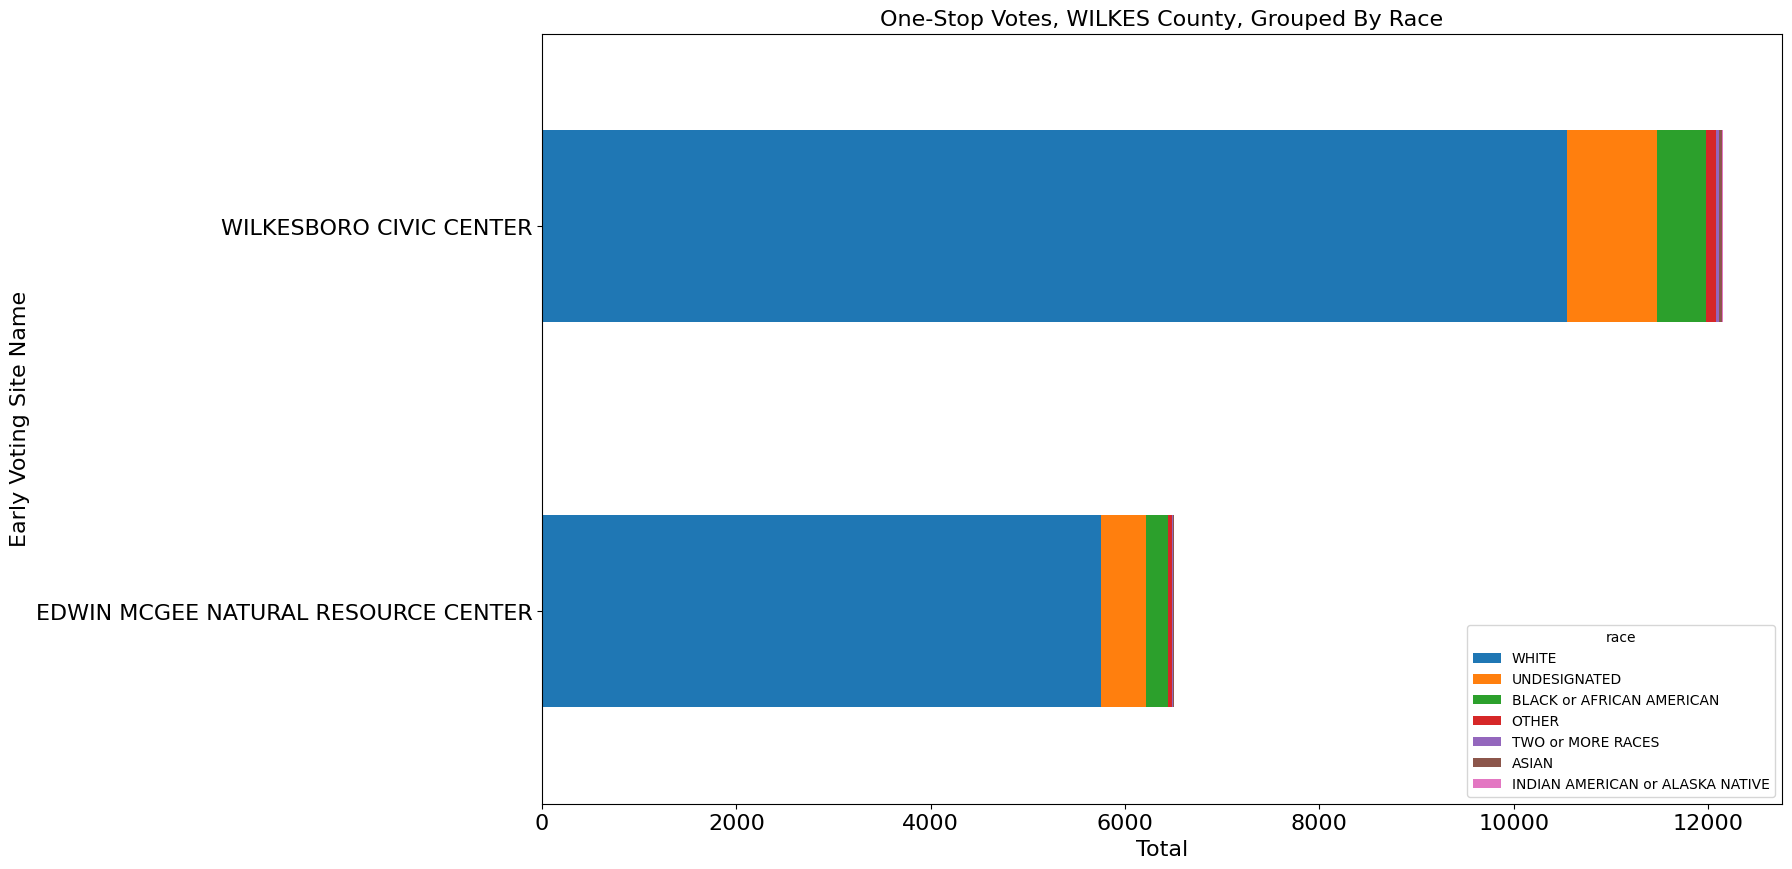 One-Stop Votes, WILKES County, Grouped By Race
Early Voting Site Name
WILKESBORO CIVIC CENTER
EDWIN MCGEE NATURAL RESOURCE CENTER
race
WHITE
UNDESIGNATED
BLACK or AFRICAN AMERICAN
OTHER
TWO or MORE RACES
ASIAN
INDIAN AMERICAN or ALASKA NATIVE
0 2000 4000 6000 8000 10000 12000
Total